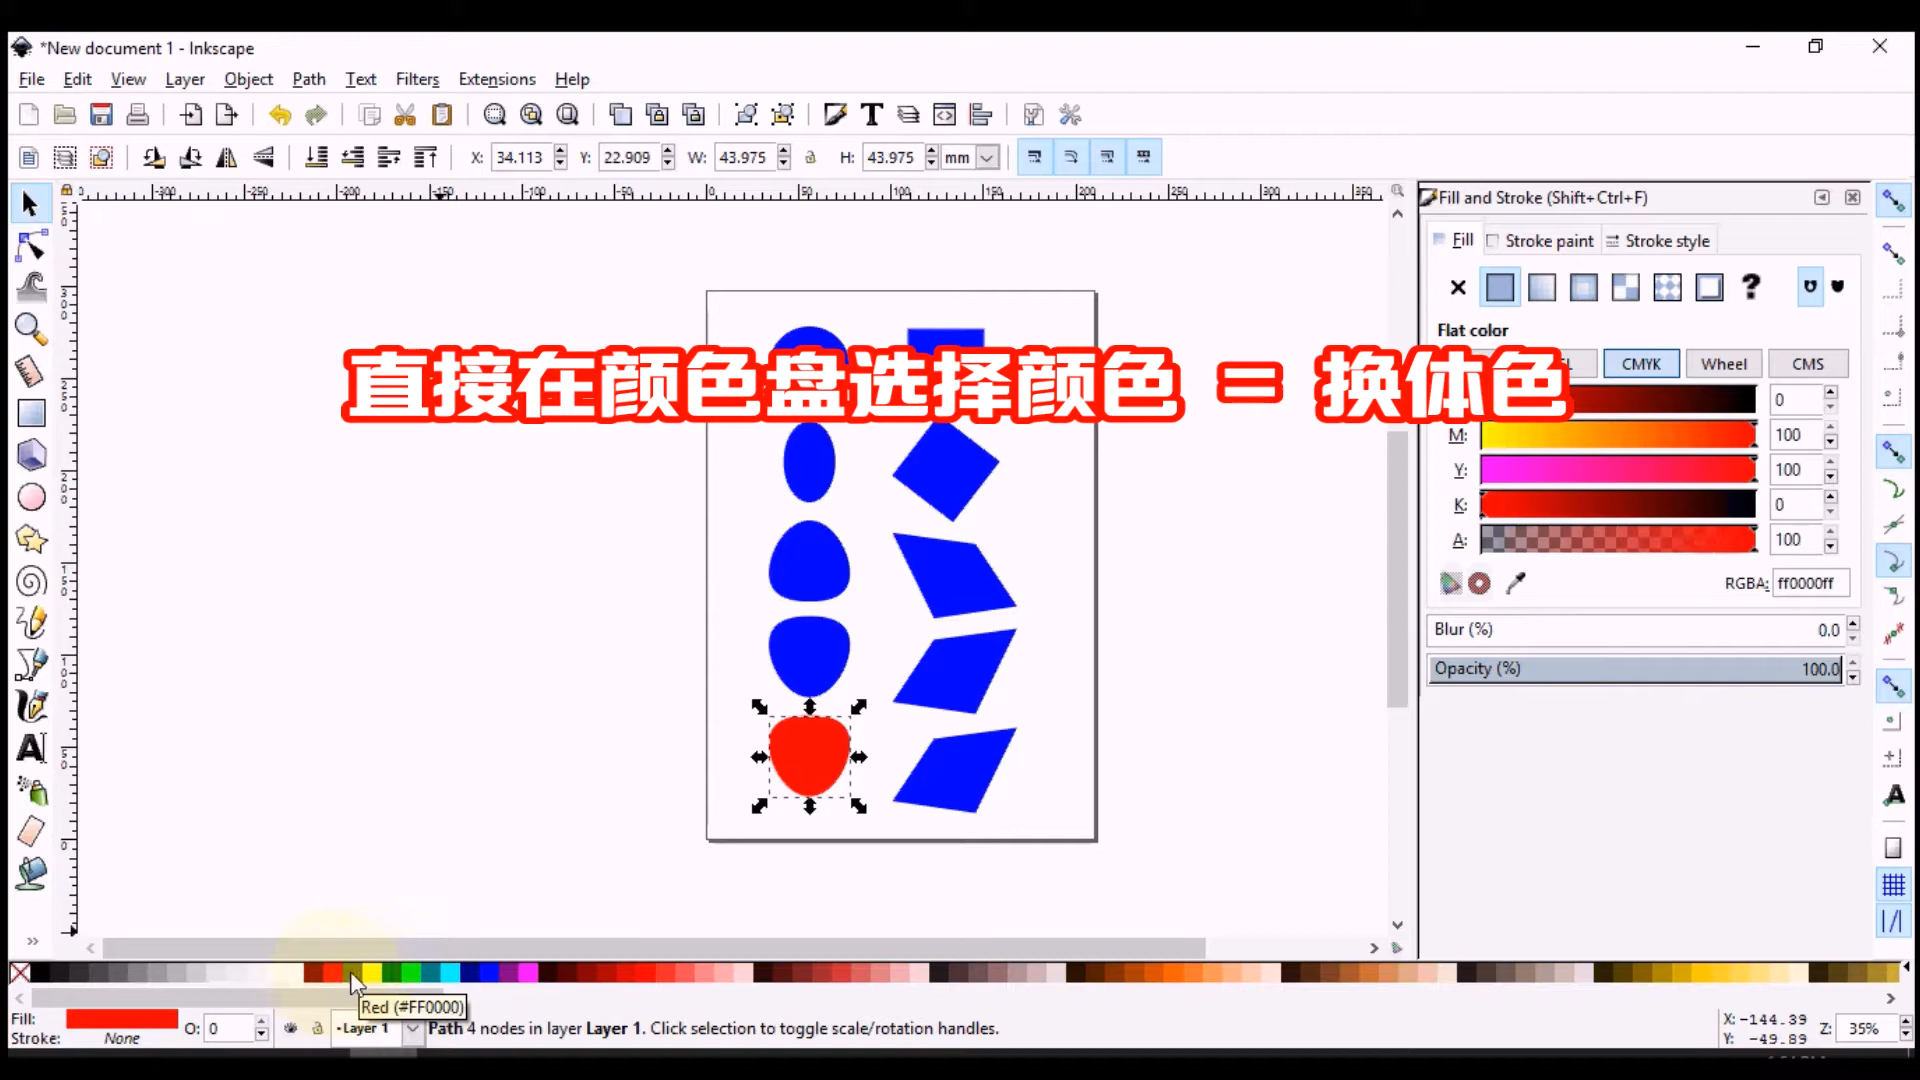 *New document 1 - Inkscape
File Edit View Layer Object Path Text Filters Extensions Help
X: 34.113 Y: 22.909 W: 43.975 H: 43.975 mm
Fill and Stroke (Shift+Ctrl+F)
Fill Stroke paint Stroke style
Flat color
CMYK Wheel CMS
直接在颜色盘选择颜色 = 换体色
0
M: 100
Y: 100
K: 0
A: 100
RGBA: ff0000ff
Blur (%) 0.0
Opacity (%) 100.0
Red (#FF0000)
Fill:
Stroke: None
O: 0
•Layer 1
Path 4 nodes in layer Layer 1. Click selection to toggle scale/rotation handles.
X: -144.39
Y: -49.89
Z: 35%